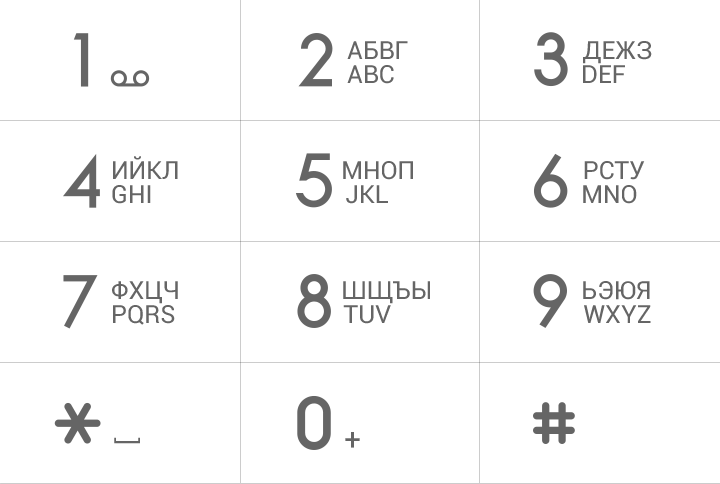 1
2 АБВГ
ABC
3 ДЕЖЗ
DEF
4 ИЙКЛ
GHI
5 МНОП
JKL
6 РСТУ
MNO
7 ФХЦЧ
PQRS
8 ШЩЪЫ
TUV
9 ЬЭЮЯ
WXYZ
*
0 +
#